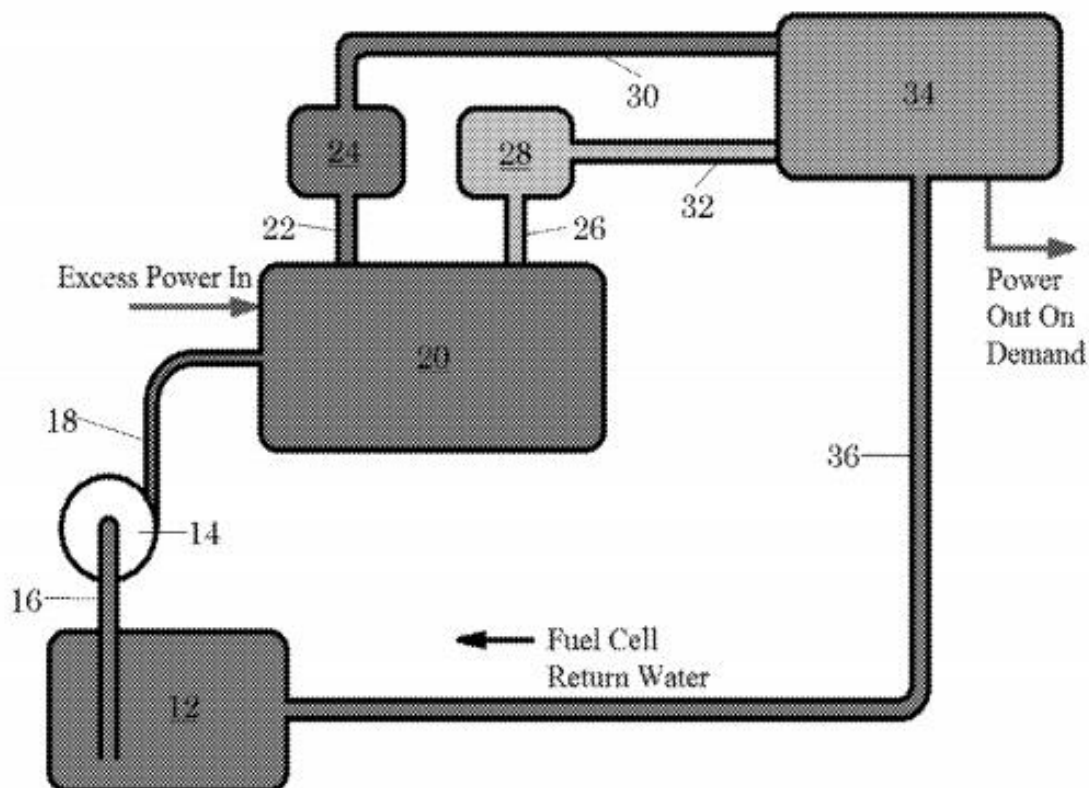 34
30
24
28
32
22
26
Excess Power In
Power
Out On
Demand
20
18
36
14
16
Fuel Cell
Return Water
12